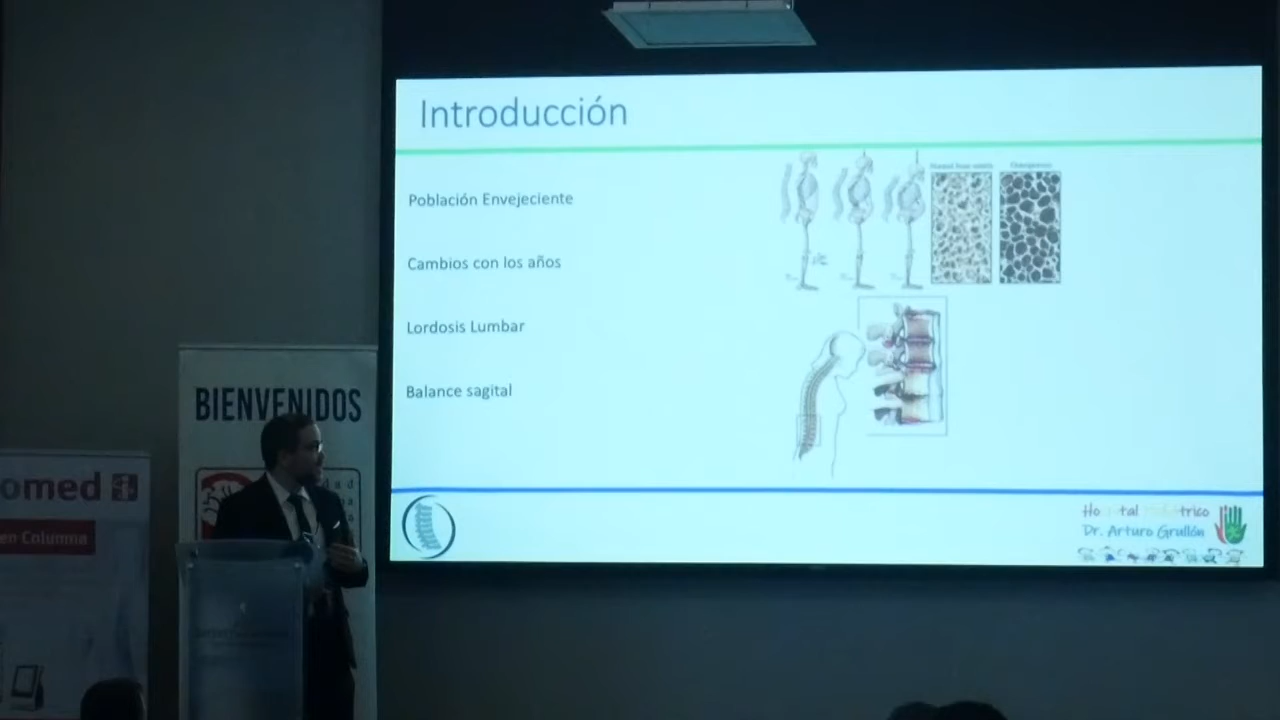 Introducción
Población Envejeciente
Cambios con los años
Lordosis Lumbar
Balance sagital
Dr. Arturo Grullón
BIENVENIDOS
omed
en Columna